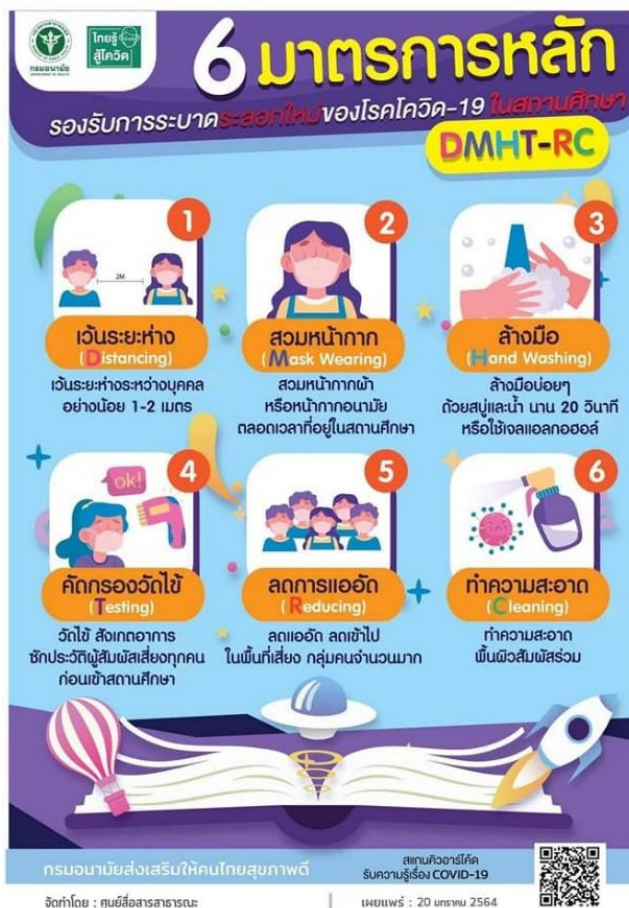 กรมอนามัย
DEPARTMENT OF HEALTH
ไทยรู้
สู้โควิด
6 มาตรการหลัก
รองรับการระบาดระลอกใหม่ของโรคโควิด-19 ในสถานศึกษา
DMHT-RC
1
2M
เว้นระยะห่าง
(Distancing)
เว้นระยะห่างระหว่างบุคคล
อย่างน้อย 1-2 เมตร
2
สวมหน้ากาก
(Mask Wearing)
สวมหน้ากากผ้า
หรือหน้ากากอนามัย
ตลอดเวลาที่อยู่ในสถานศึกษา
3
ล้างมือ
(Hand Washing)
ล้างมือบ่อยๆ
ด้วยสบู่และน้ำ นาน 20 วินาที
หรือใช้เจลแอลกอฮอล์
4
ok!
คัดกรองวัดไข้
(Testing)
วัดไข้ สังเกตอาการ
ซักประวัติผู้สัมผัสเสี่ยงทุกคน
ก่อนเข้าสถานศึกษา
5
ลดการแออัด
(Reducing)
ลดแออัด ลดเข้าไป
ในพื้นที่เสี่ยง กลุ่มคนจำนวนมาก
6
ทำความสะอาด
(Cleaning)
ทำความสะอาด
พื้นผิวสัมผัสร่วม
กรมอนามัยส่งเสริมให้คนไทยสุขภาพดี
สแกนคิวอาร์โค้ด
รับความรู้เรื่อง COVID-19
จัดทำโดย : ศูนย์สื่อสารสาธารณะ
เผยแพร่ : 20 มกราคม 2564